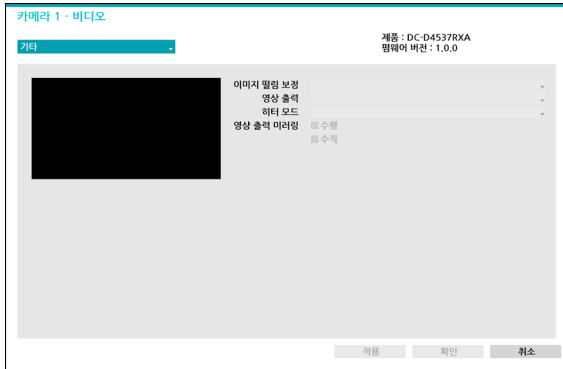 카메라 1 - 비디오
기타
제품 : DC-D4537RXA
펌웨어 버전 : 1.0.0
이미지 떨림 보정
영상 출력
히터 모드
영상 출력 미러링 수평
수직
적용 확인 취소